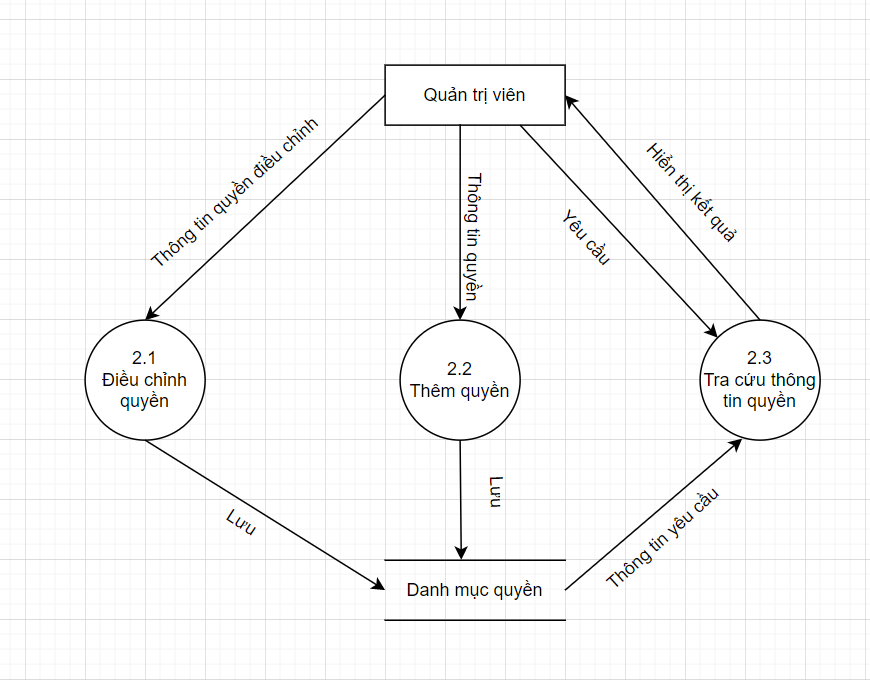 Quản trị viên
Thông tin quyền điều chỉnh
Thông tin quyền
Yêu cầu
Hiển thị kết quả
2.1
Điều chỉnh
quyền
2.2
Thêm quyền
2.3
Tra cứu thông
tin quyền
Lưu
Lưu
Thông tin yêu cầu
Danh mục quyền